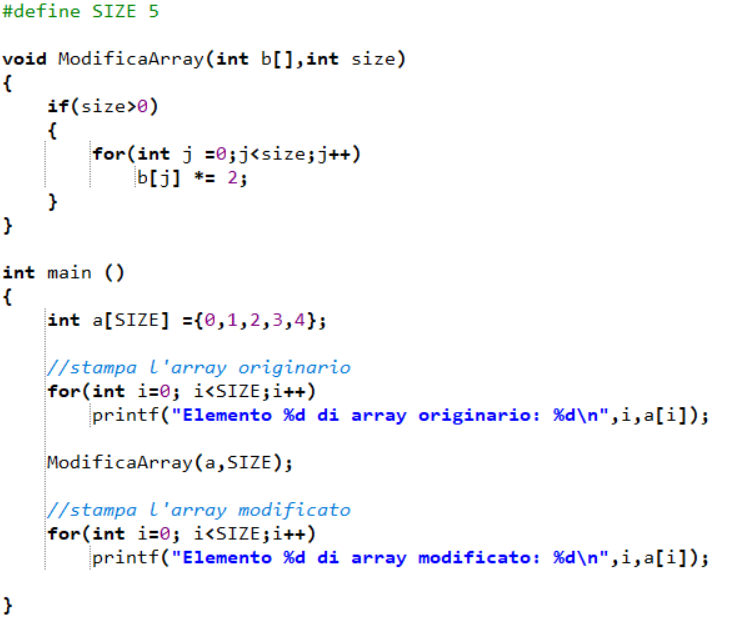 #define SIZE 5
void ModificaArray(int b[],int size)
{
if(size>0)
{
for(int j =0;j<size;j++)
b[j] *= 2;
}
}
int main ()
{
int a[SIZE] ={0,1,2,3,4};
//stampa l'array originario
for(int i=0; i<SIZE;i++)
printf("Elemento %d di array originario: %d\n",i,a[i]);
ModificaArray(a,SIZE);
//stampa l'array modificato
for(int i=0; i<SIZE;i++)
printf("Elemento %d di array modificato: %d\n",i,a[i]);
}